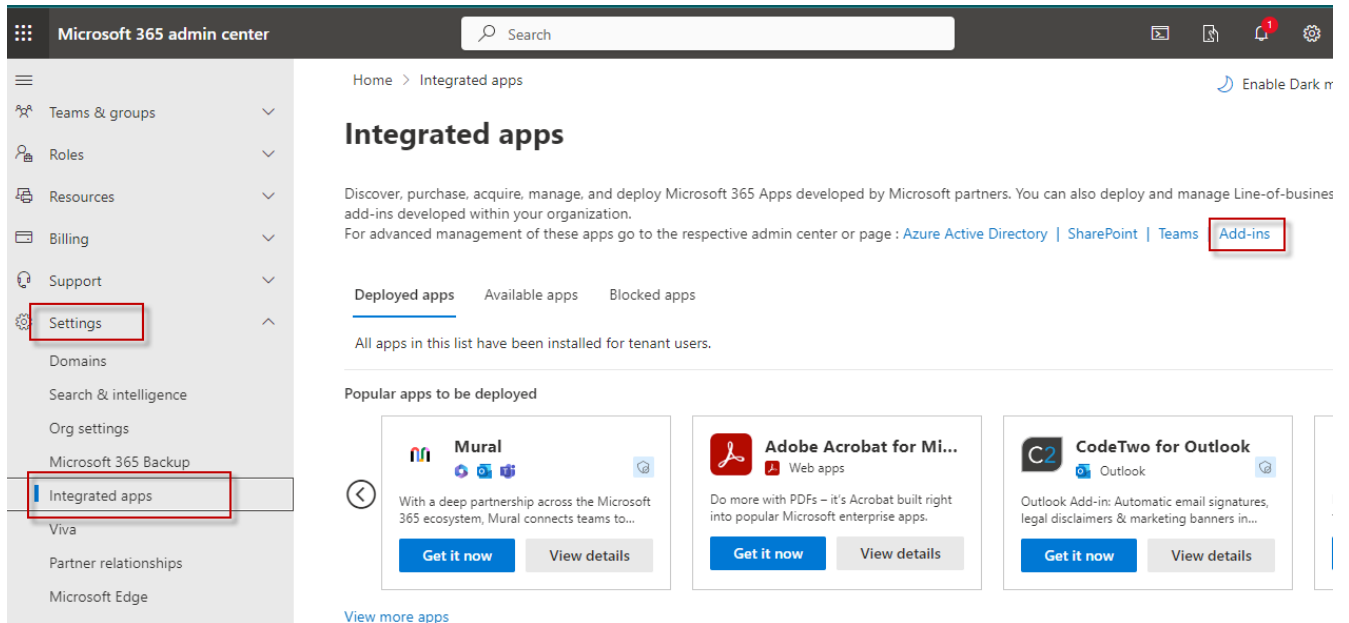 Microsoft 365 admin center
Search
1
Home > Integrated apps
Enable Dark m
Teams & groups
Roles
Resources
Billing
Support
Settings
Domains
Search & intelligence
Org settings
Microsoft 365 Backup
Integrated apps
Viva
Partner relationships
Microsoft Edge
Integrated apps
Discover, purchase, acquire, manage, and deploy Microsoft 365 Apps developed by Microsoft partners. You can also deploy and manage Line-of-busines
add-ins developed within your organization.
For advanced management of these apps go to the respective admin center or page : Azure Active Directory | SharePoint | Teams | Add-ins
Deployed apps Available apps Blocked apps
All apps in this list have been installed for tenant users.
Popular apps to be deployed
Mural
With a deep partnership across the Microsoft
365 ecosystem, Mural connects teams to...
Get it now View details
Adobe Acrobat for Mi...
Web apps
Do more with PDFs – it's Acrobat built right
into popular Microsoft enterprise apps.
Get it now View details
C2
CodeTwo for Outlook
Outlook
Outlook Add-in: Automatic email signatures,
legal disclaimers & marketing banners in...
Get it now View details
View more apps